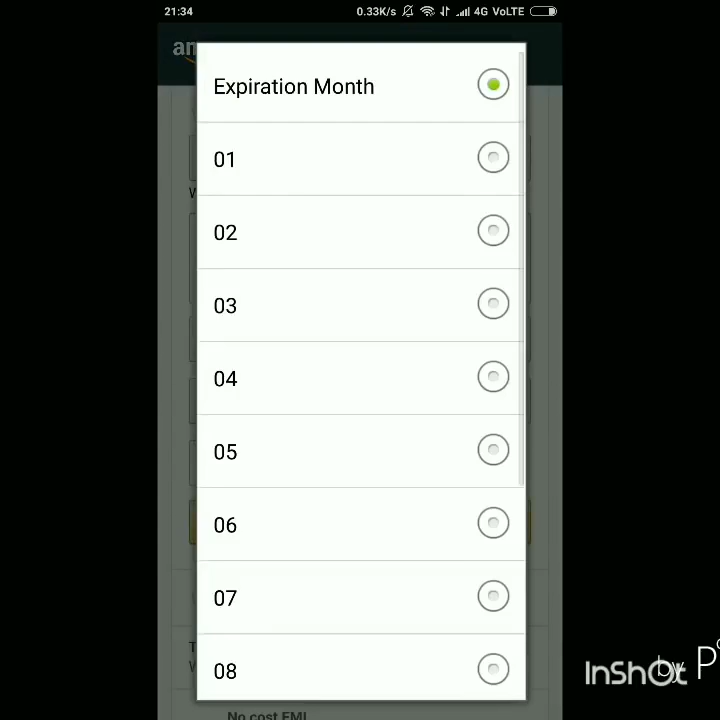 21:34
0.33K/s 4G VoLTE
Expiration Month
01
02
03
04
05
06
07
08
No cost EMI
InShOt
by P